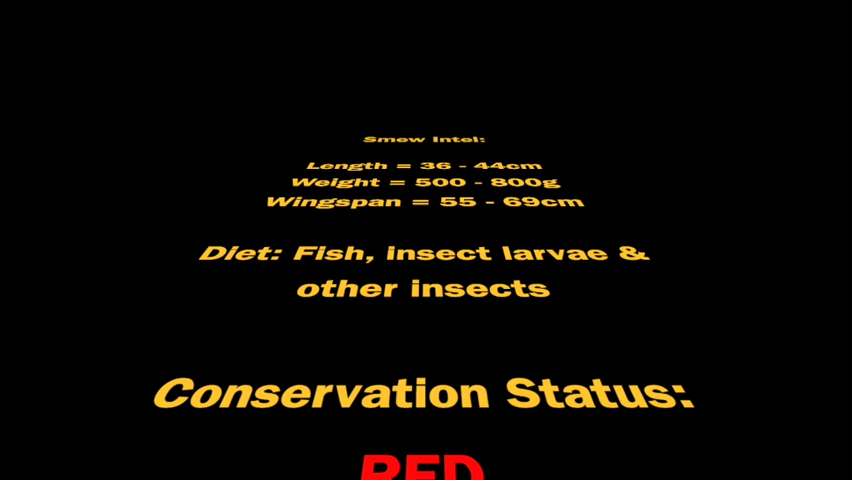 Smew Intel:
Length = 36 - 44cm
Weight = 500 - 800g
Wingspan = 55 - 69cm
Diet: Fish, insect larvae &
other insects
Conservation Status:
RED